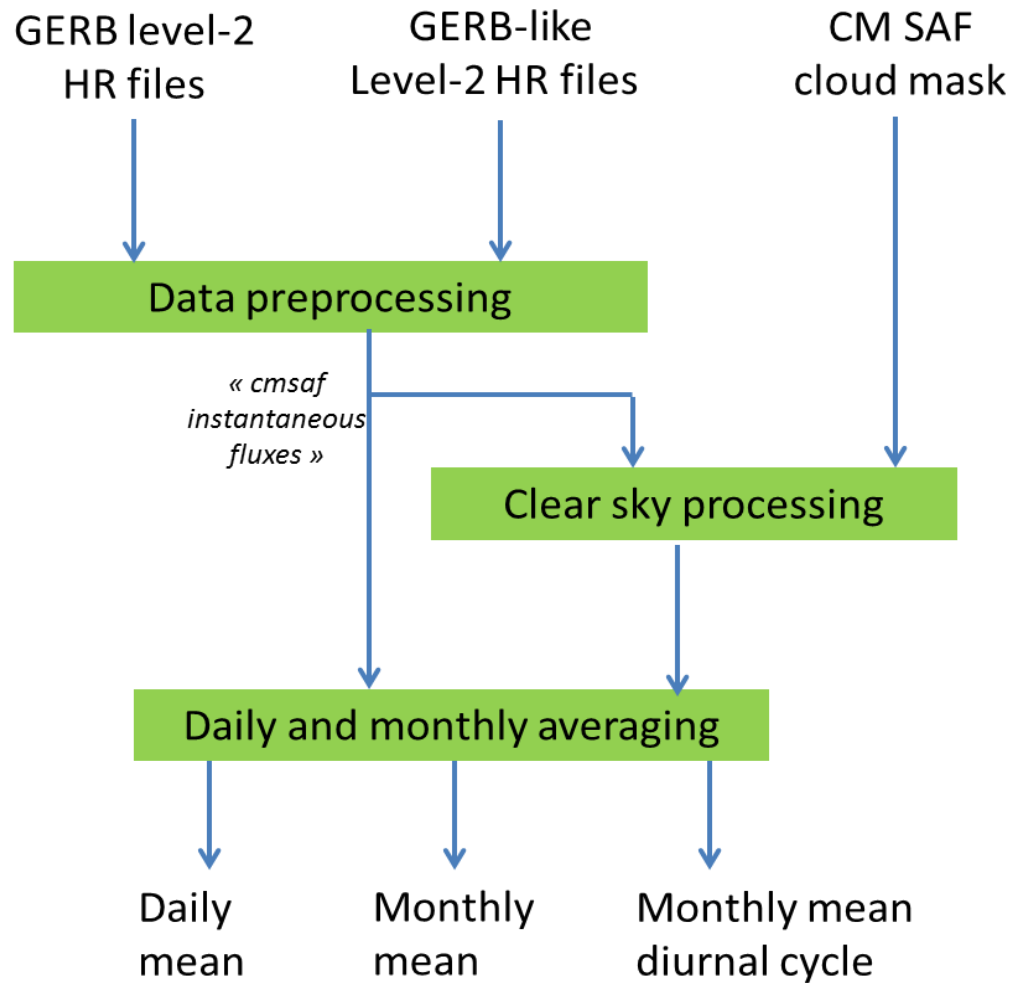 GERB level-2
HR files
GERB-like
Level-2 HR files
CM SAF
cloud mask
Data preprocessing
« cmsaf
instantaneous
fluxes »
Clear sky processing
Daily and monthly averaging
Daily
mean
Monthly
mean
Monthly mean
diurnal cycle